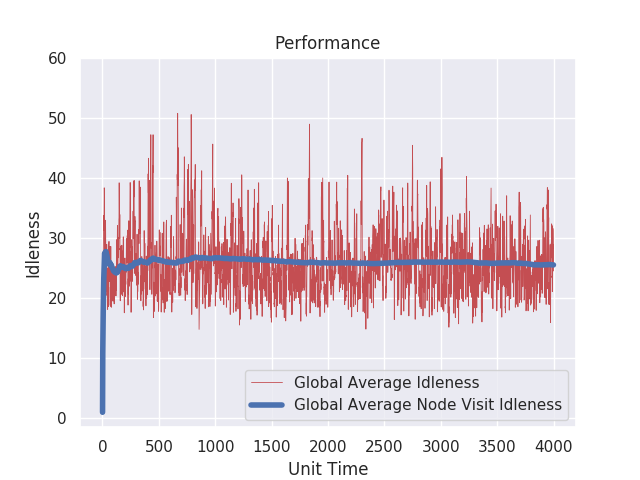 Performance
Idleness
60
50
40
30
20
10
0
Global Average Idleness
Global Average Node Visit Idleness
0 500 1000 1500 2000 2500 3000 3500 4000
Unit Time